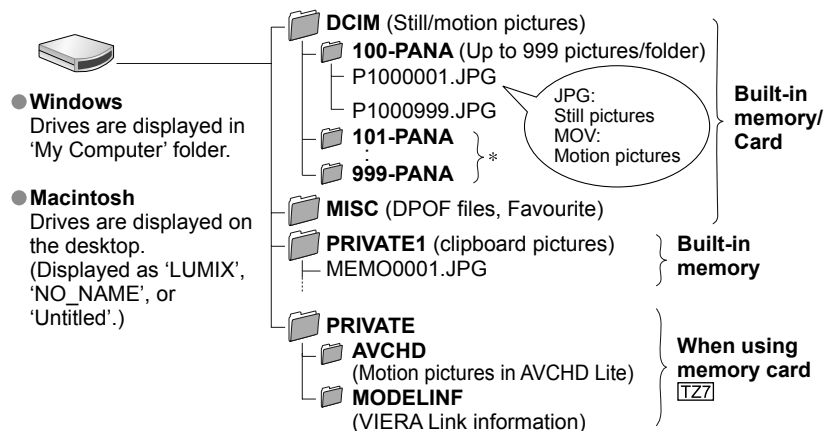 ● Windows
Drives are displayed in
‘My Computer’ folder.
● Macintosh
Drives are displayed on
the desktop.
(Displayed as ‘LUMIX’,
‘NO_NAME’, or
‘Untitled’.)
DCIM (Still/motion pictures)
100-PANA (Up to 999 pictures/folder)
P1000001.JPG
P1000999.JPG
JPG:
Still pictures
MOV:
Motion pictures
101-PANA
:
999-PANA
*
MISC (DPOF files, Favourite)
Built-in
memory/
Card
PRIVATE1 (clipboard pictures)
MEMO0001.JPG
Built-in
memory
PRIVATE
AVCHD
(Motion pictures in AVCHD Lite)
MODELINF
(VIERA Link information)
When using
memory card
TZ7